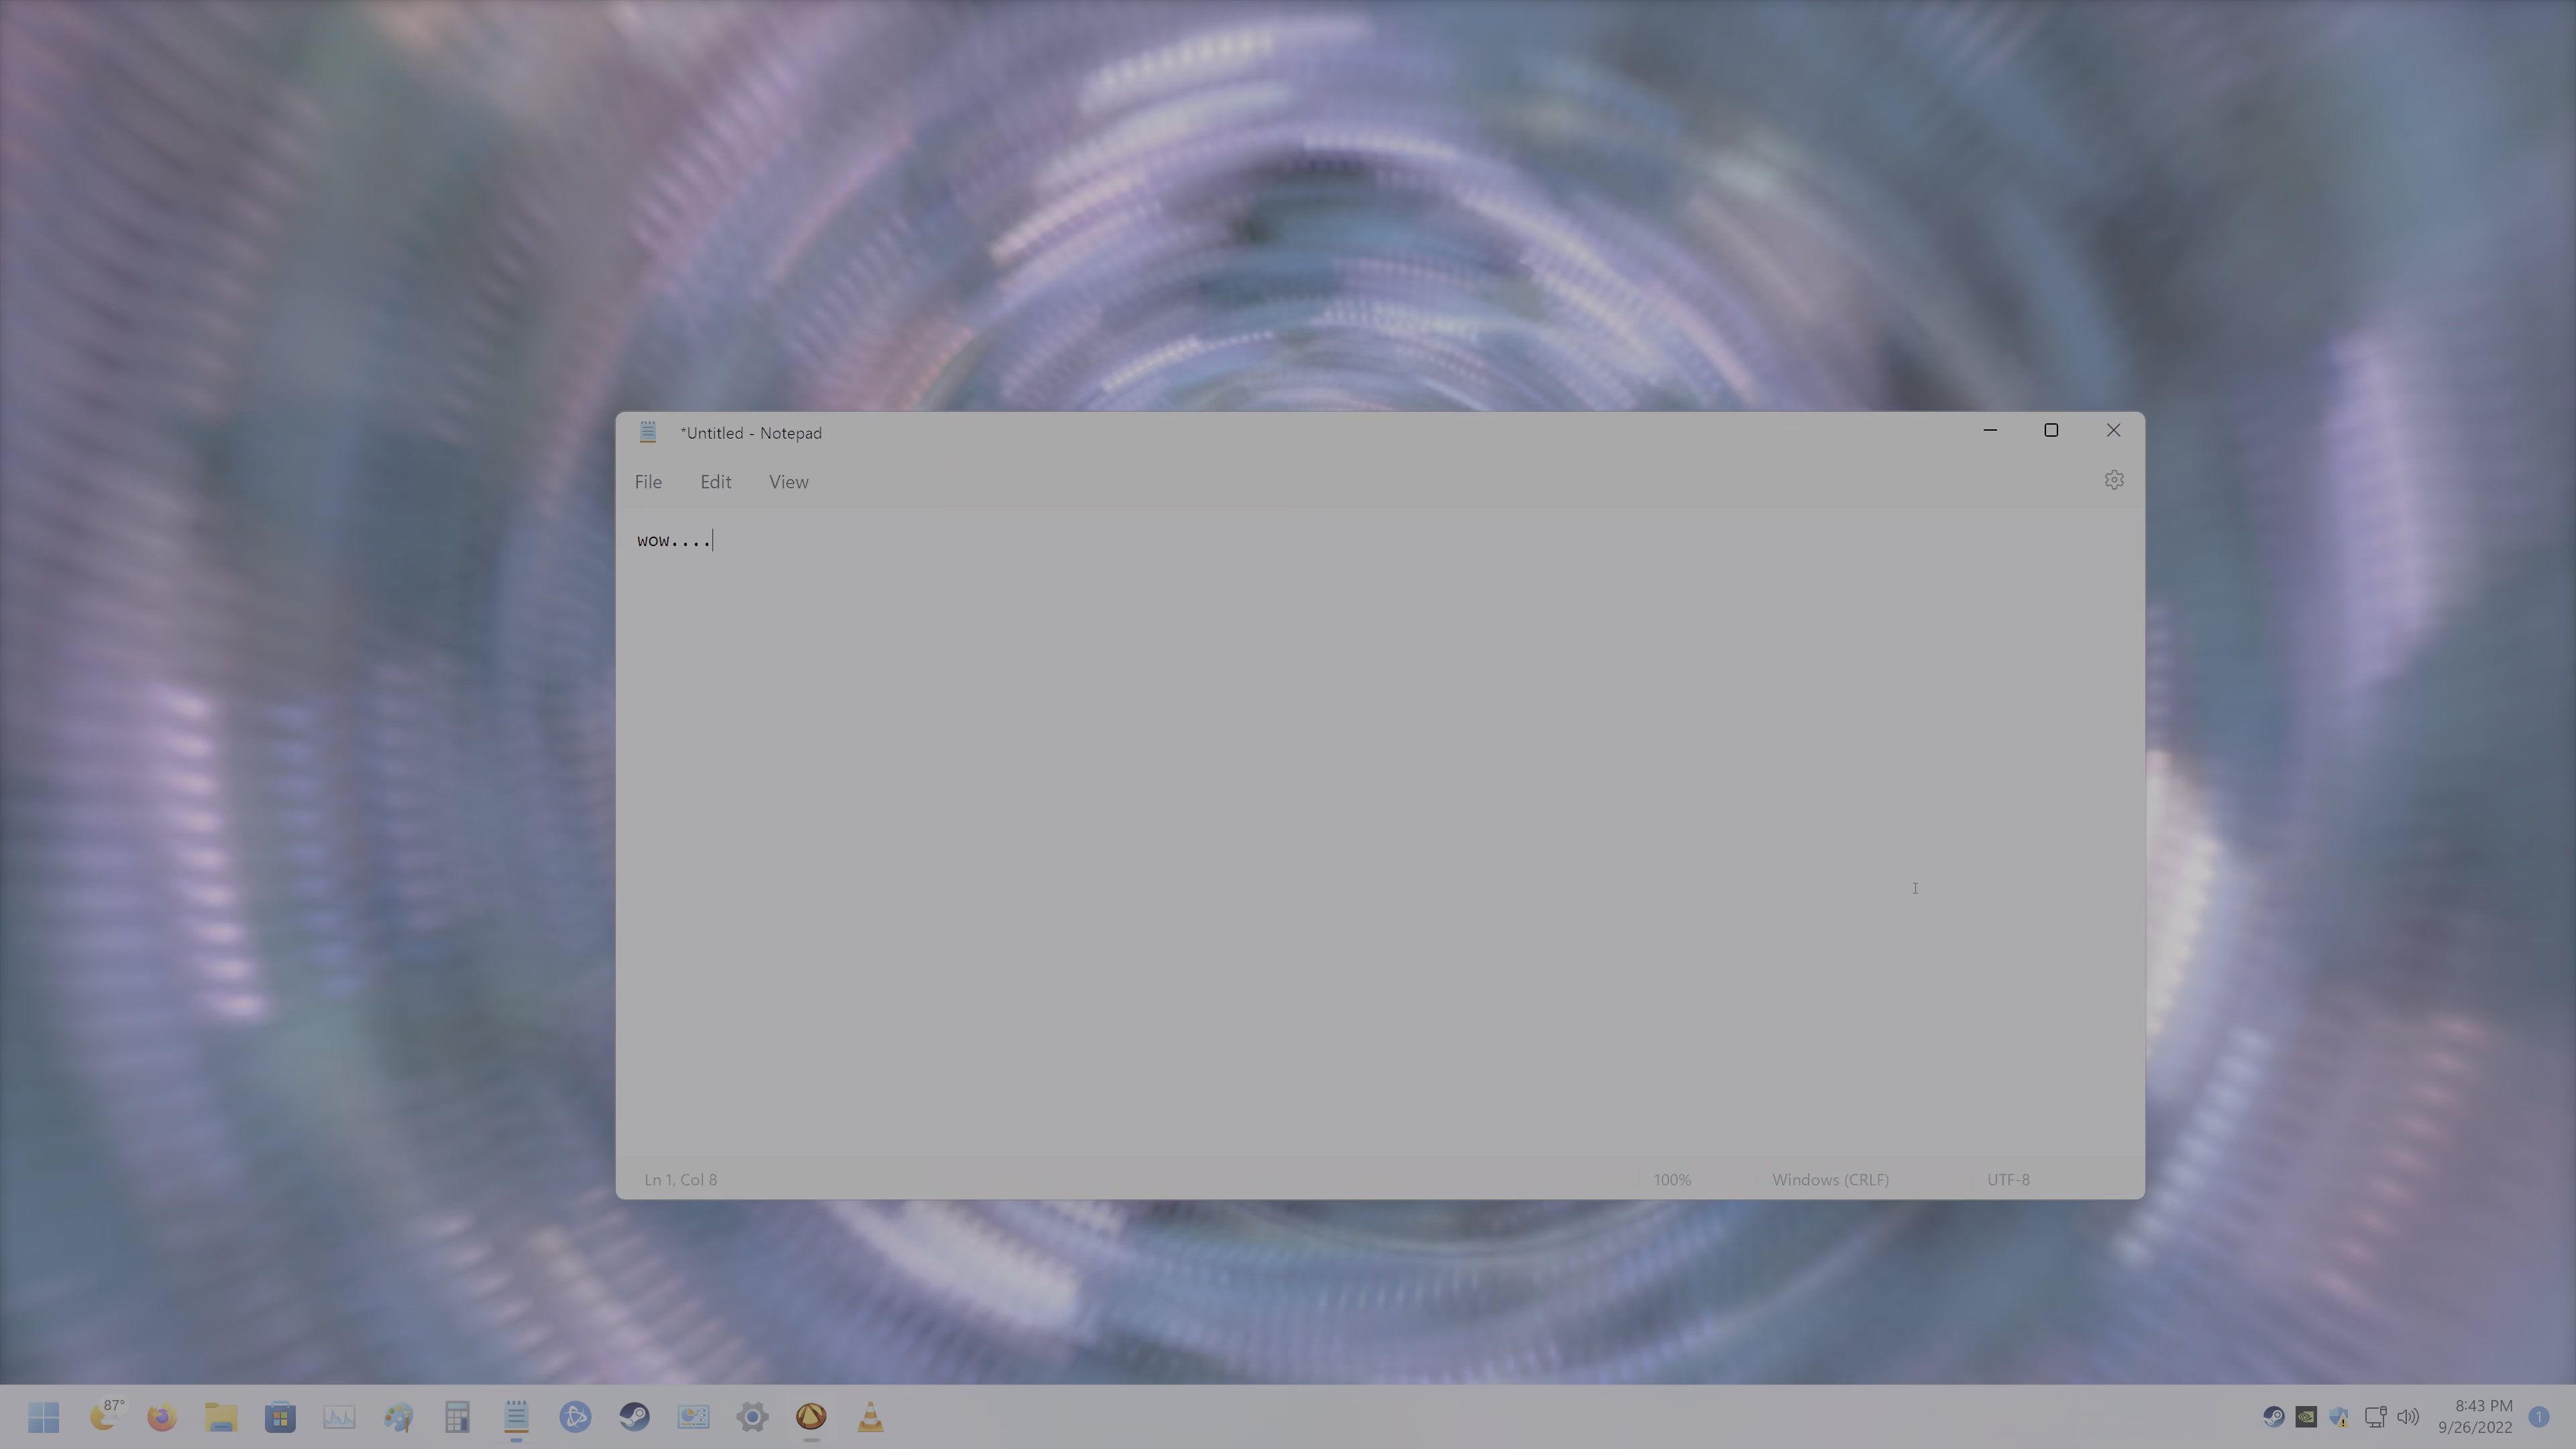 *Untitled - Notepad
File Edit View
wow....
Ln 1, Col 8 100% Windows (CRLF) UTF-8
87°
8:43 PM
9/26/2022
1